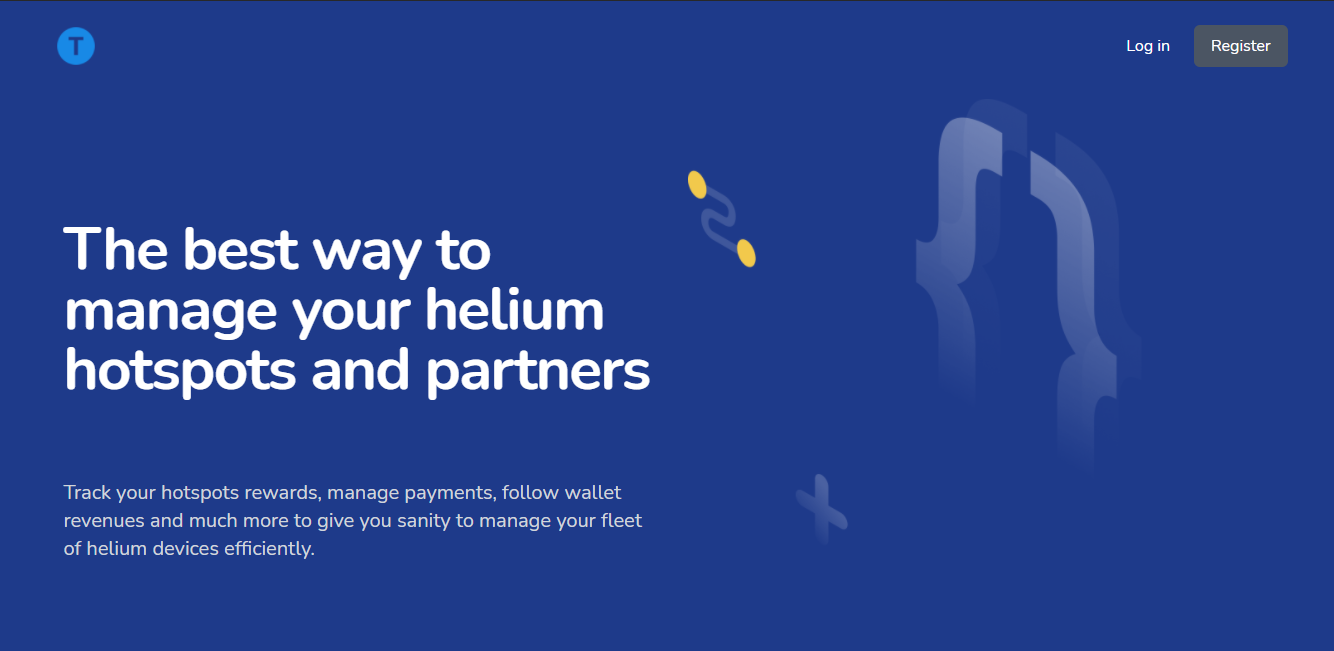 T
Log in
Register
The best way to
manage your helium
hotspots and partners
Track your hotspots rewards, manage payments, follow wallet
revenues and much more to give you sanity to manage your fleet
of helium devices efficiently.